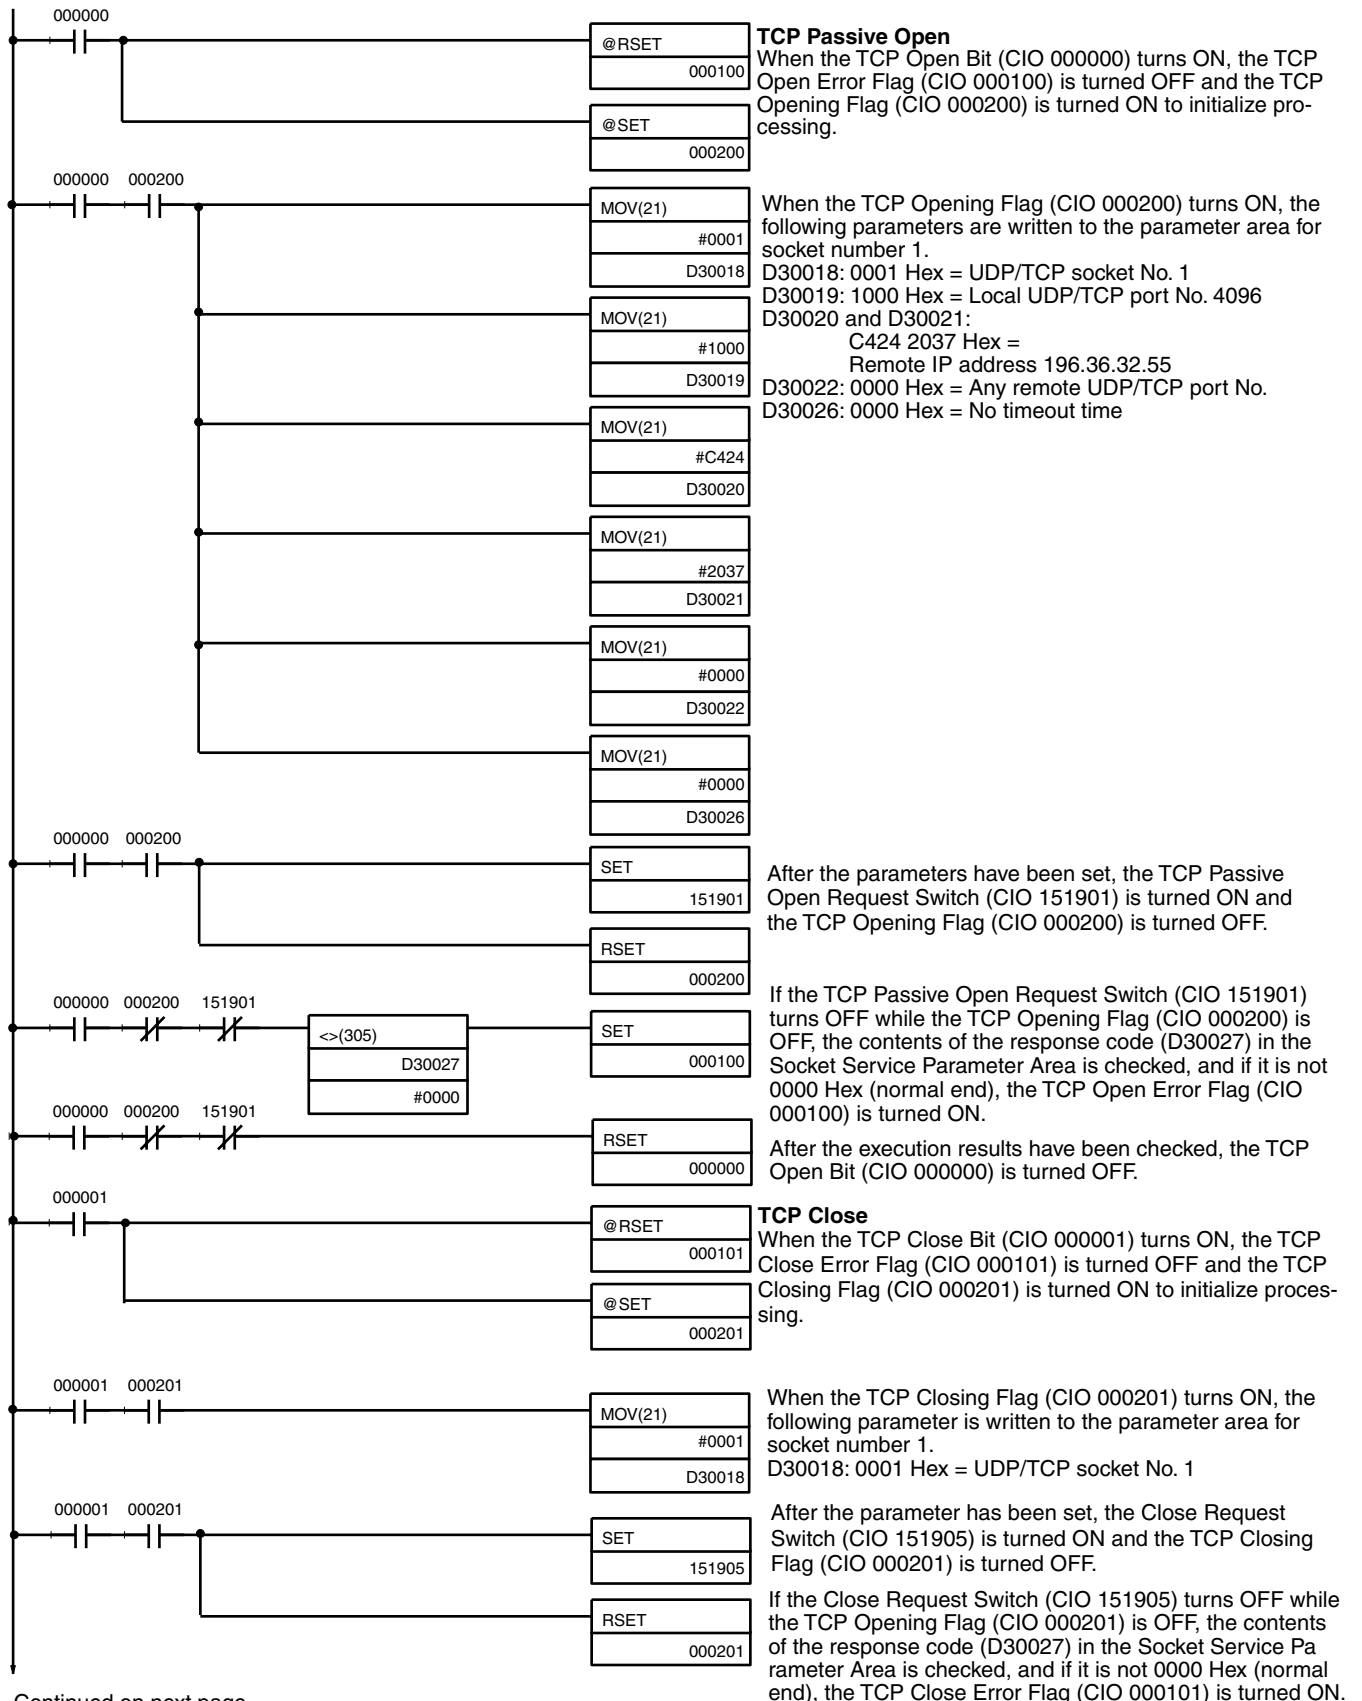 000000
@RSET
000100
@SET
000200
TCP Passive Open
When the TCP Open Bit (CIO 000000) turns ON, the TCP
Open Error Flag (CIO 000100) is turned OFF and the TCP
Opening Flag (CIO 000200) is turned ON to initialize pro-
cessing.
000000 000200
MOV(21)
#0001
D30018
MOV(21)
#1000
D30019
MOV(21)
#C424
D30020
MOV(21)
#2037
D30021
MOV(21)
#0000
D30022
MOV(21)
#0000
D30026
When the TCP Opening Flag (CIO 000200) turns ON, the
following parameters are written to the parameter area for
socket number 1.
D30018: 0001 Hex = UDP/TCP socket No. 1
D30019: 1000 Hex = Local UDP/TCP port No. 4096
D30020 and D30021:
C424 2037 Hex =
Remote IP address 196.36.32.55
D30022: 0000 Hex = Any remote UDP/TCP port No.
D30026: 0000 Hex = No timeout time
000000 000200
SET
151901
RSET
000200
After the parameters have been set, the TCP Passive
Open Request Switch (CIO 151901) is turned ON and
the TCP Opening Flag (CIO 000200) is turned OFF.
000000 000200 151901
<>(305)
D30027
#0000
SET
000100
If the TCP Passive Open Request Switch (CIO 151901)
turns OFF while the TCP Opening Flag (CIO 000200) is
OFF, the contents of the response code (D30027) in the
Socket Service Parameter Area is checked, and if it is not
0000 Hex (normal end), the TCP Open Error Flag (CIO
000100) is turned ON.
000000 000200 151901
RSET
000000
After the execution results have been checked, the TCP
Open Bit (CIO 000000) is turned OFF.
000001
@RSET
000101
@SET
000201
TCP Close
When the TCP Close Bit (CIO 000001) turns ON, the TCP
Close Error Flag (CIO 000101) is turned OFF and the TCP
Closing Flag (CIO 000201) is turned ON to initialize proces-
sing.
000001 000201
MOV(21)
#0001
D30018
When the TCP Closing Flag (CIO 000201) turns ON, the
following parameter is written to the parameter area for
socket number 1.
D30018: 0001 Hex = UDP/TCP socket No. 1
000001 000201
SET
151905
RSET
000201
After the parameter has been set, the Close Request
Switch (CIO 151905) is turned ON and the TCP Closing
Flag (CIO 000201) is turned OFF.
If the Close Request Switch (CIO 151905) turns OFF while
the TCP Opening Flag (CIO 000201) is OFF, the contents
of the response code (D30027) in the Socket Service Pa
rameter Area is checked, and if it is not 0000 Hex (normal
end), the TCP Close Error Flag (CIO 000101) is turned ON.
Continued on next page